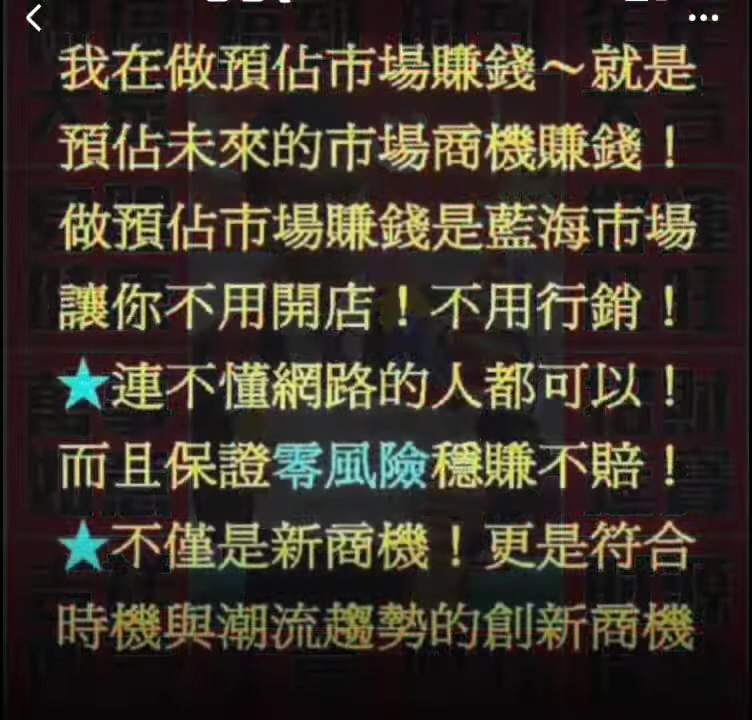 我在做預佔市場賺錢～就是
預佔未來的市場商機賺錢！
做預佔市場賺錢是藍海市場
讓你不用開店！不用行銷！
★連不懂網路的人都可以！
而且保證零風險穩賺不賠！
★不僅是新商機！更是符合
時機與潮流趨勢的創新商機